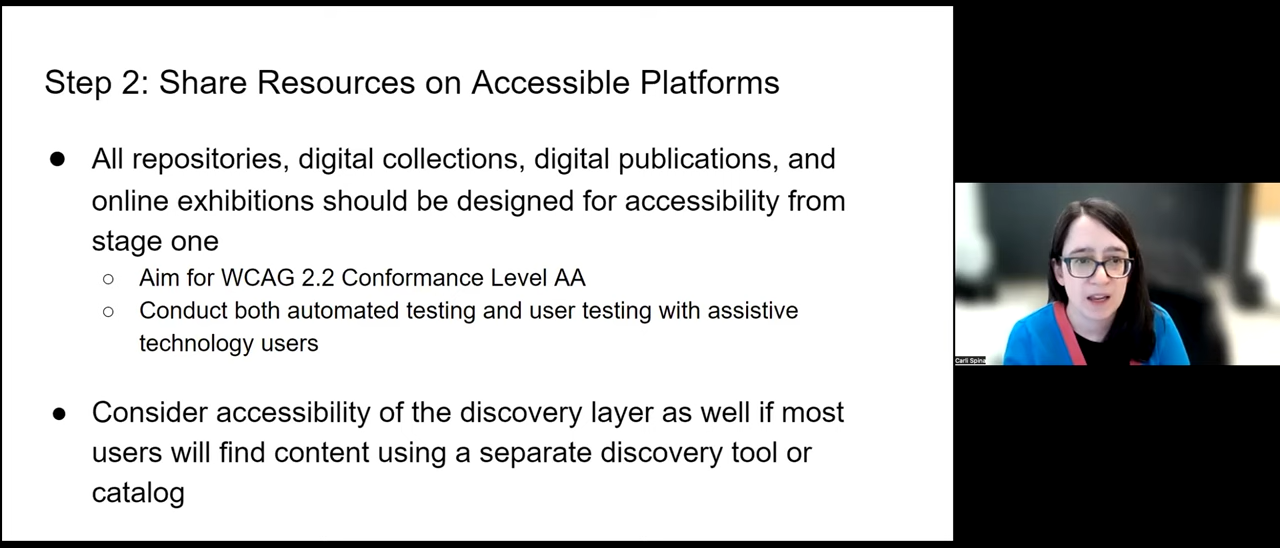 Step 2: Share Resources on Accessible Platforms
● All repositories, digital collections, digital publications, and
online exhibitions should be designed for accessibility from
stage one
○ Aim for WCAG 2.2 Conformance Level AA
○ Conduct both automated testing and user testing with assistive
technology users
● Consider accessibility of the discovery layer as well if most
users will find content using a separate discovery tool or
catalog
Carli Spina